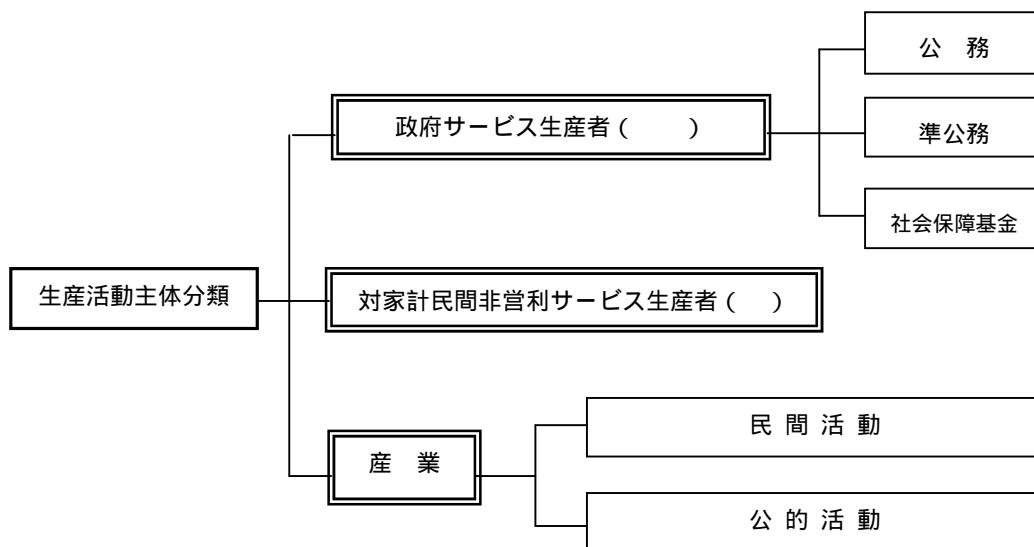 公　務
政府サービス生産者（　　）
準公務
社会保障基金
生産活動主体分類
対家計民間非営利サービス生産者（　）
民 間 活 動
産　業
公 的 活 動